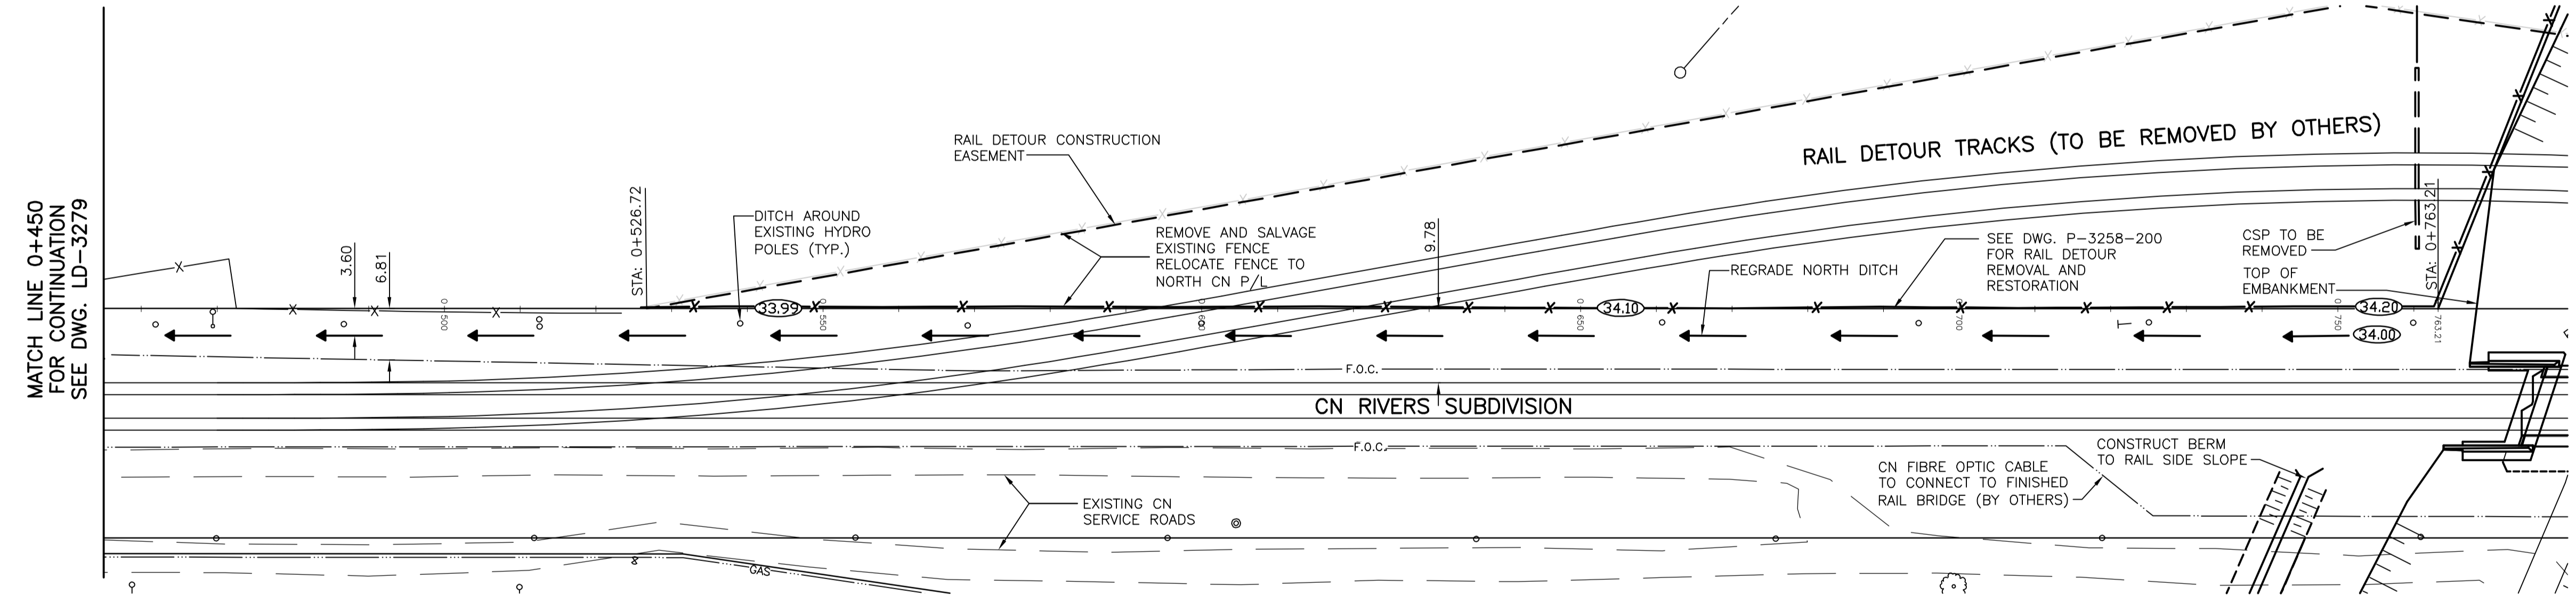 MATCH LINE 0+450
FOR CONTINUATION
SEE DWG. LD-3279
3.60
6.81
0+500
STA: 0+526.72
DITCH AROUND
EXISTING HYDRO
POLES (TYP.)
33.99
0+550
RAIL DETOUR CONSTRUCTION
EASEMENT
REMOVE AND SALVAGE
EXISTING FENCE
RELOCATE FENCE TO
NORTH CN P/L
0+600
9.78
0+650
34.10
REGRADE NORTH DITCH
RAIL DETOUR TRACKS (TO BE REMOVED BY OTHERS)
SEE DWG. P-3258-200
FOR RAIL DETOUR
REMOVAL AND
RESTORATION
0+700
CSP TO BE
REMOVED
TOP OF
EMBANKMENT
STA: 0+763.21
0+750
34.20
34.00
763.21
F.O.C.
CN RIVERS SUBDIVISION
F.O.C.
EXISTING CN
SERVICE ROADS
CN FIBRE OPTIC CABLE
TO CONNECT TO FINISHED
RAIL BRIDGE (BY OTHERS)
CONSTRUCT BERM
TO RAIL SIDE SLOPE
GAS